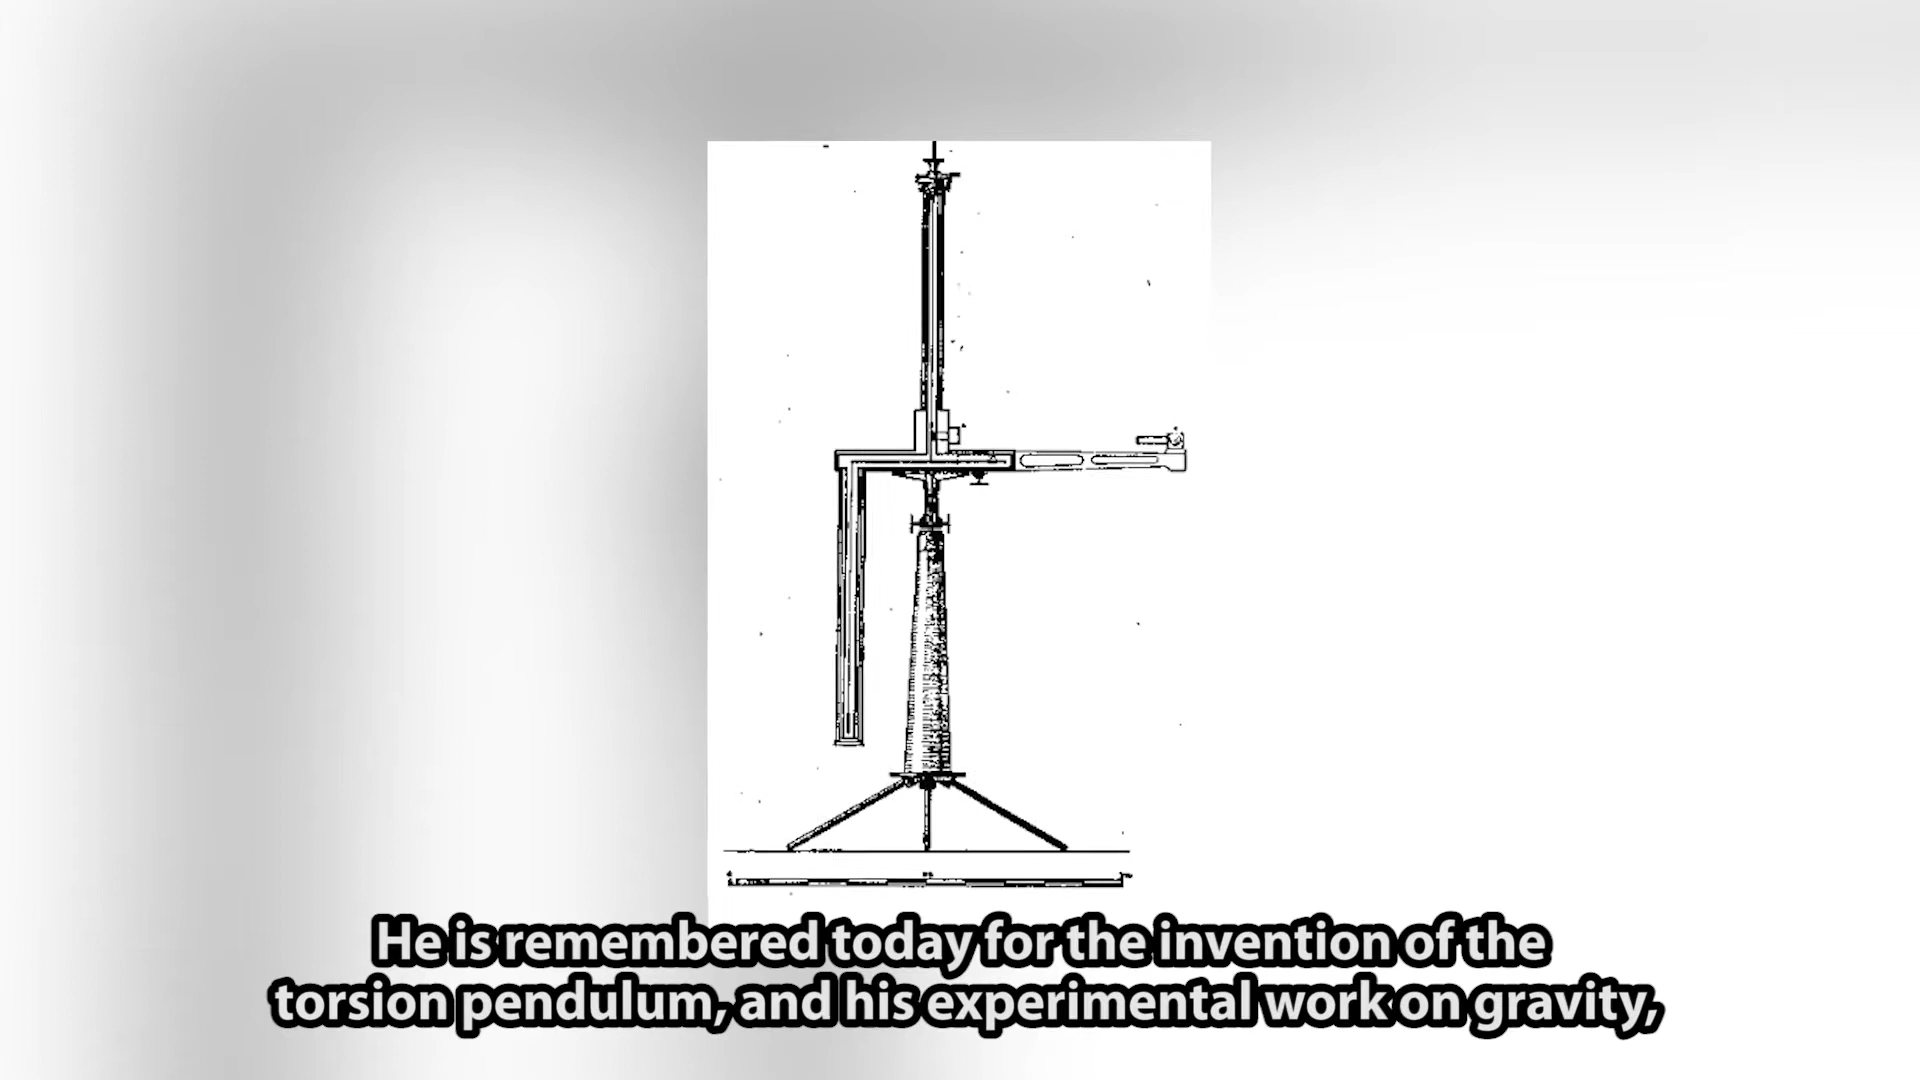 He is remembered today for the invention of the
torsion pendulum, and his experimental work on gravity,